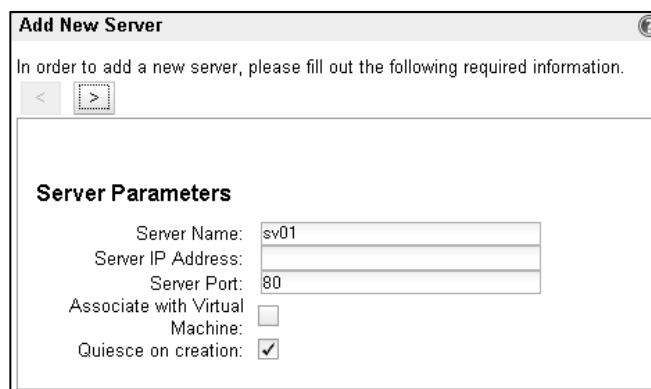 Add New Server
?
In order to add a new server, please fill out the following required information.
< >
Server Parameters
Server Name: sv01
Server IP Address:
Server Port: 80
Associate with Virtual
Machine:
Quiesce on creation: